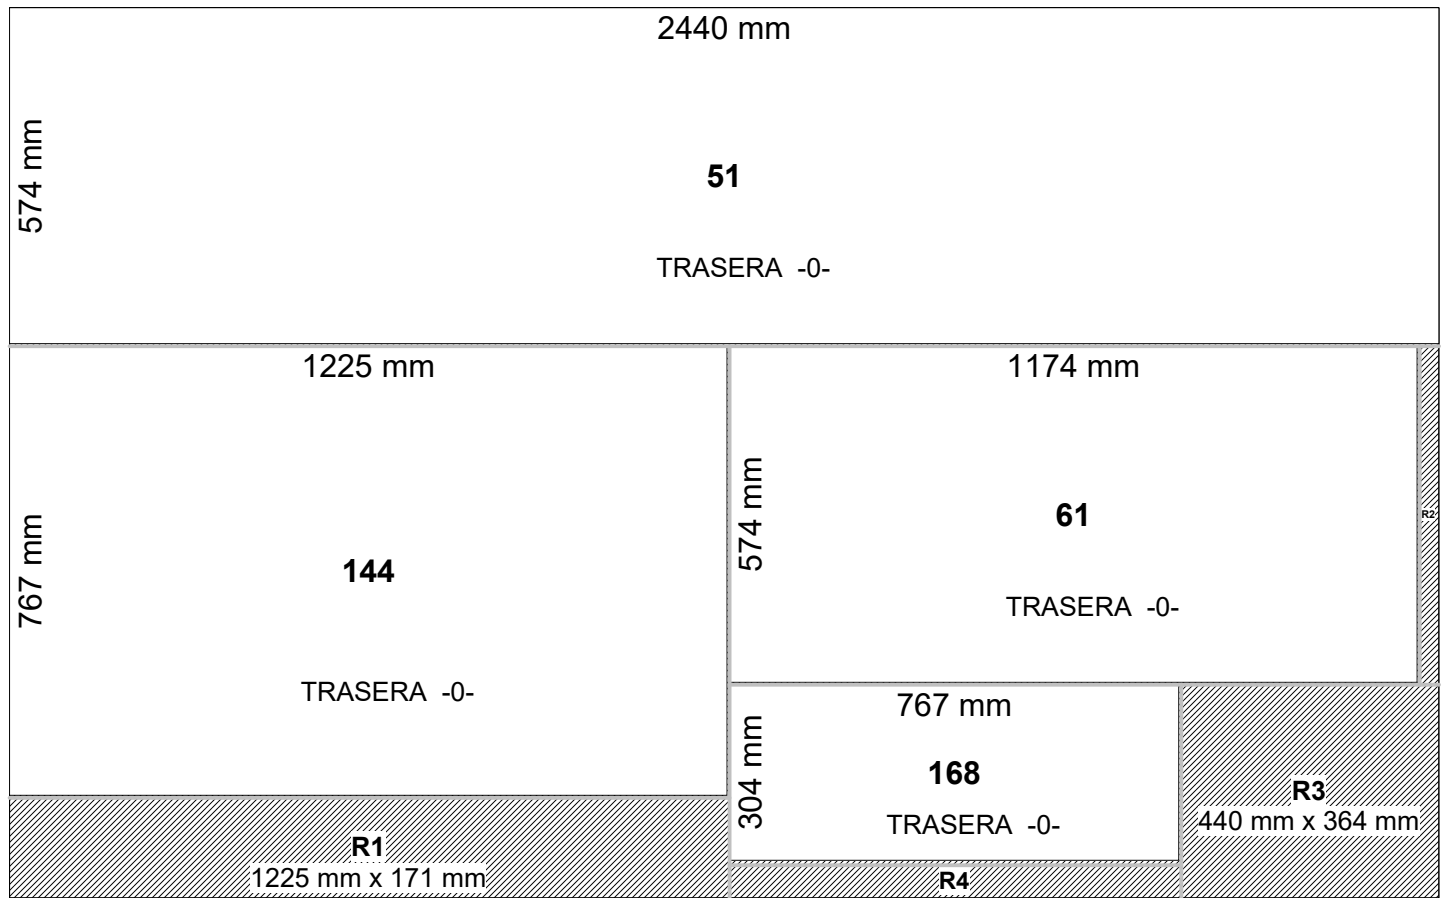 2440 mm
574 mm
51
TRASERA -0-
1225 mm
767 mm
144
TRASERA -0-
1174 mm
574 mm
61
TRASERA -0-
R2
767 mm
304 mm
168
TRASERA -0-
R3
440 mm x 364 mm
R1
1225 mm x 171 mm
R4